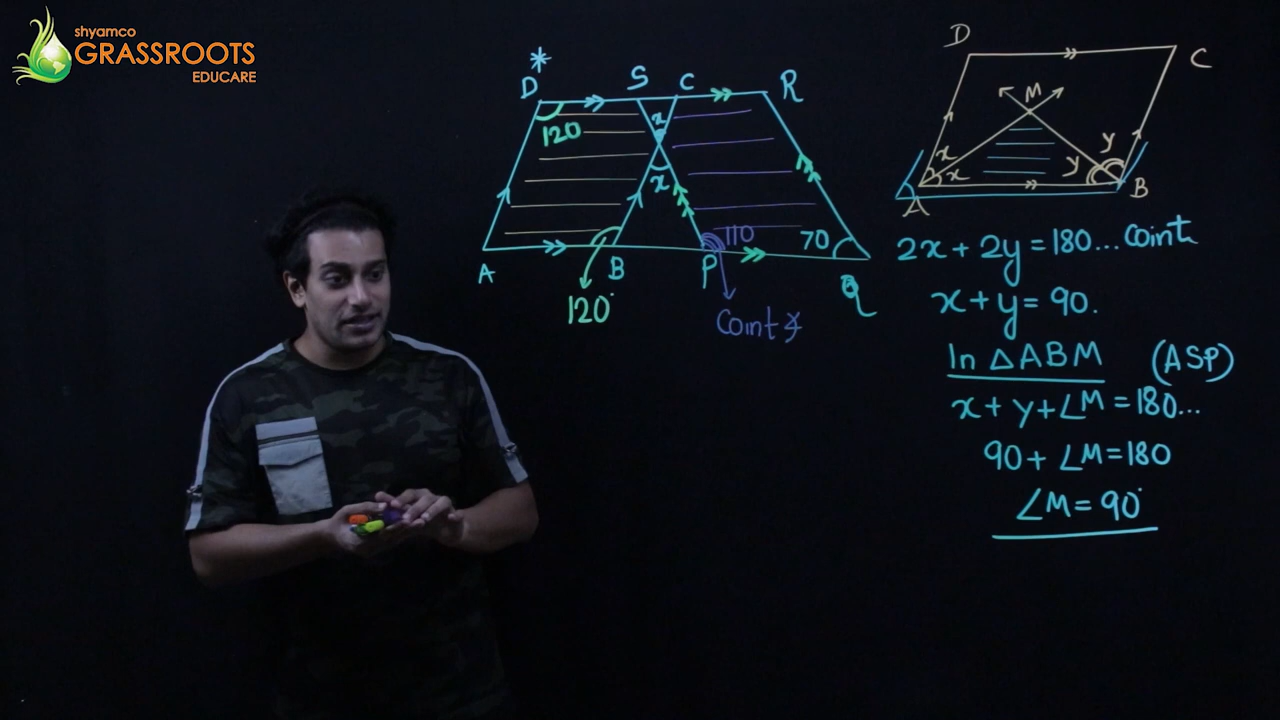 shyamco
GRASSROOTS
EDUCARE
*
D S C R
120 x
x
110 70
A B P Q
120°
Coint
D C
M
x x y y
A B
2x + 2y = 180 ... Coint
x + y = 90.
In △ABM (ASP)
x + y + ∠M = 180 ...
90 + ∠M = 180
∠M = 90°